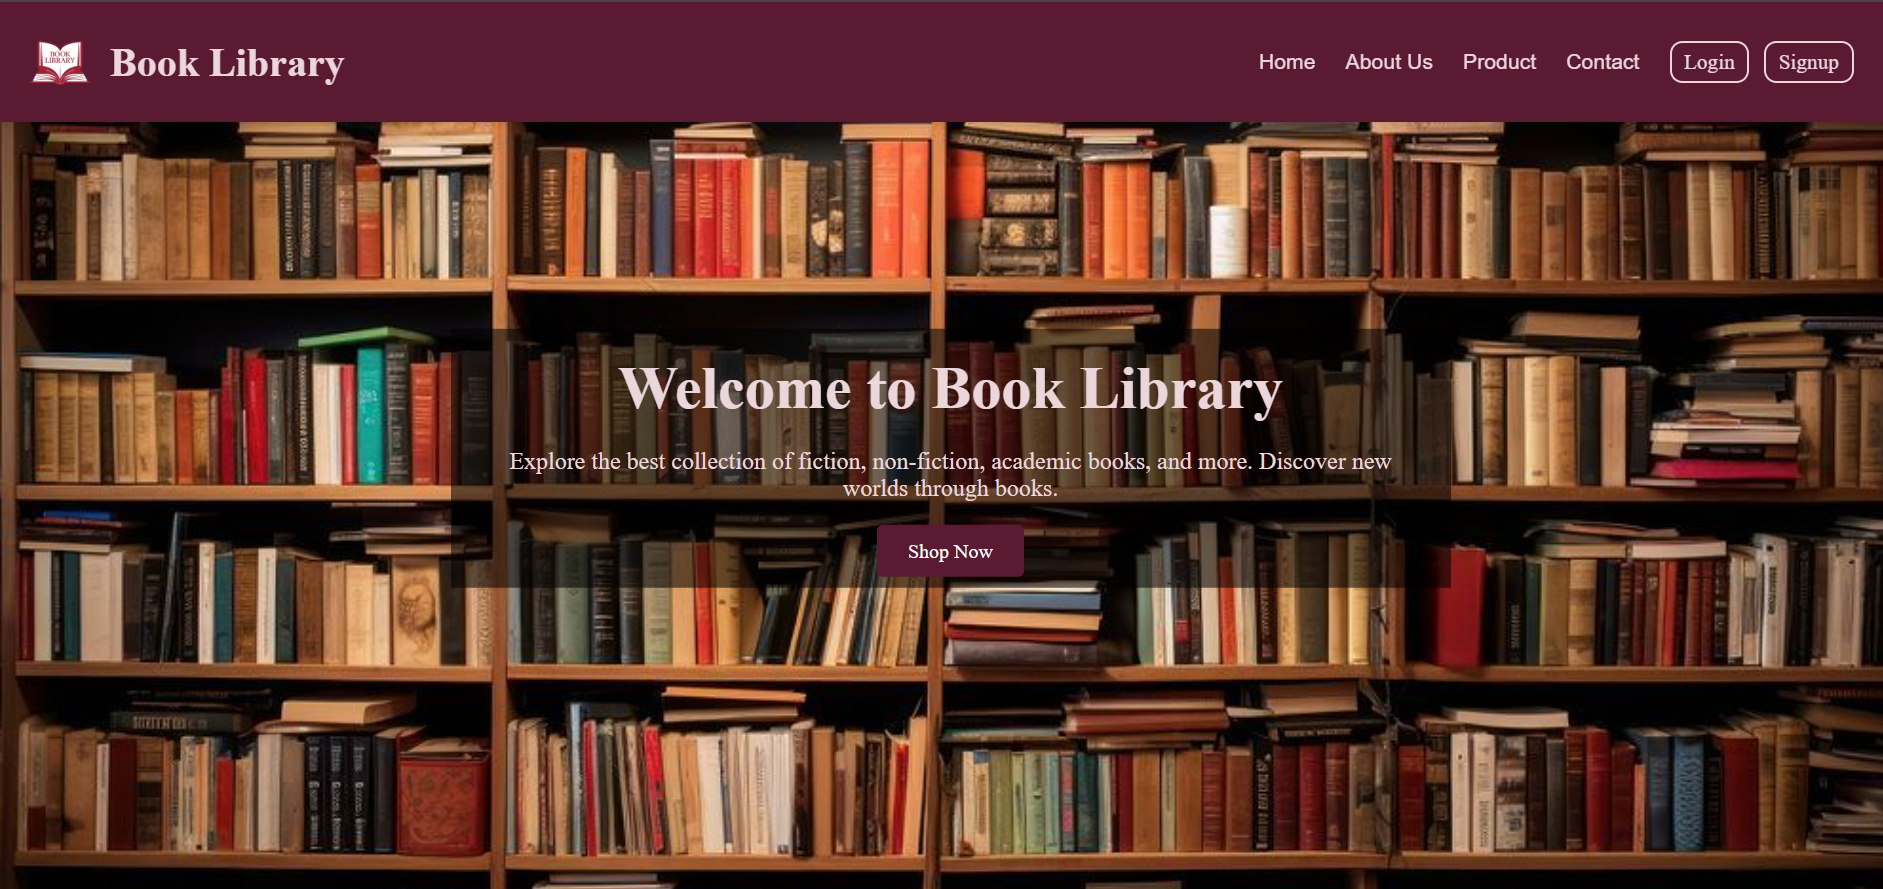 BOOK
LIBRARY
Book Library
Home
About Us
Product
Contact
Login
Signup
Welcome to Book Library
Explore the best collection of fiction, non-fiction, academic books, and more. Discover new
worlds through books.
Shop Now